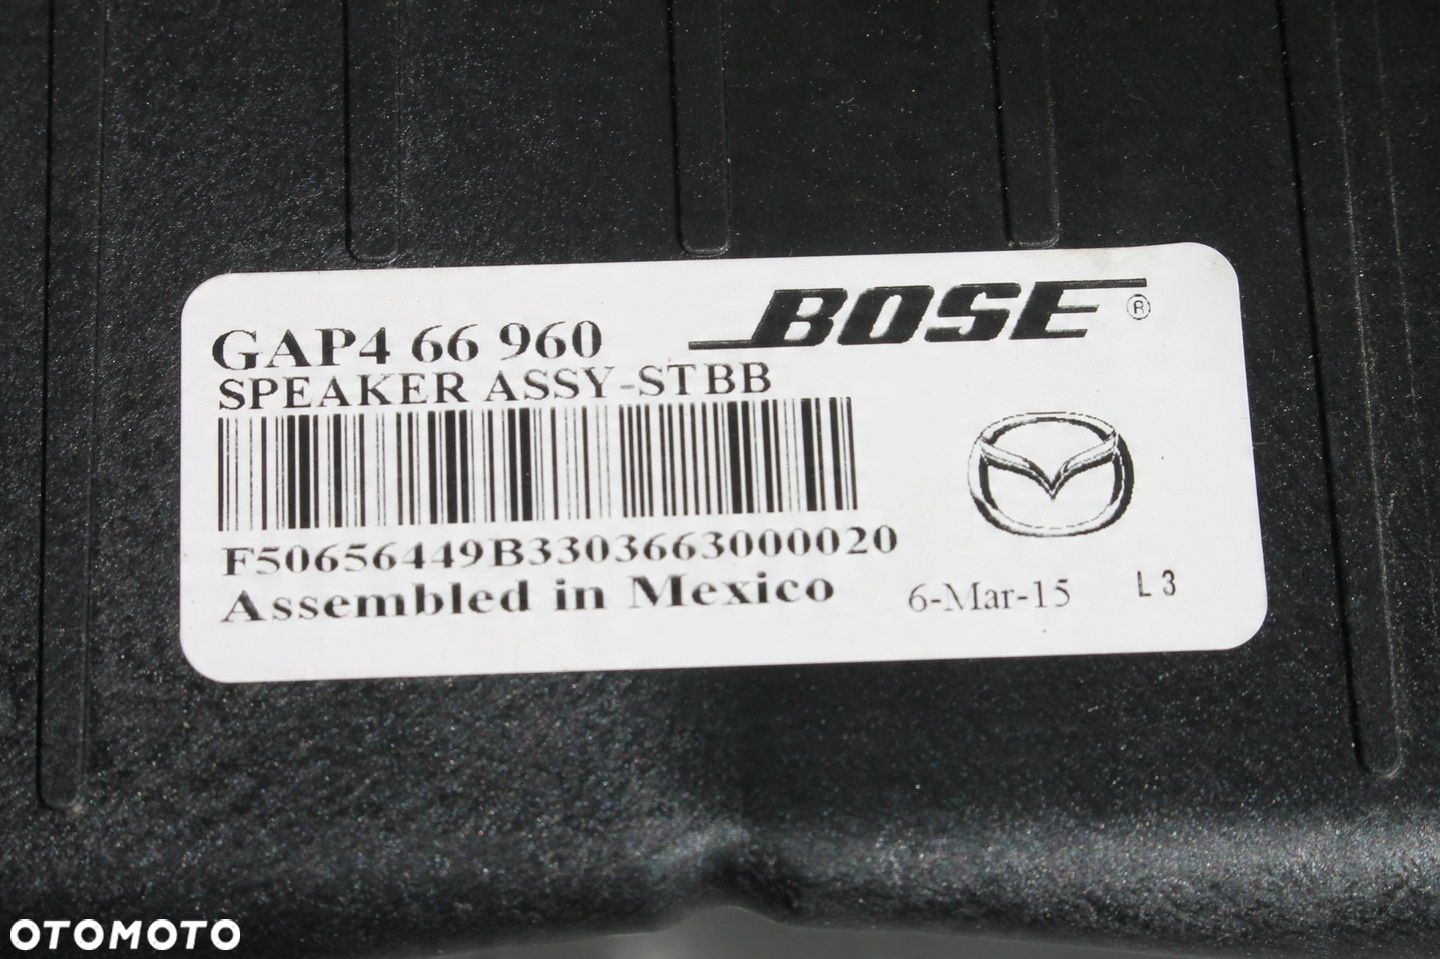 GAP4 66 960
BOSE ®
SPEAKER ASSY-STBB
F50656449B3303663000020
Assembled in Mexico
6-Mar-15 L3
OTOMOTO